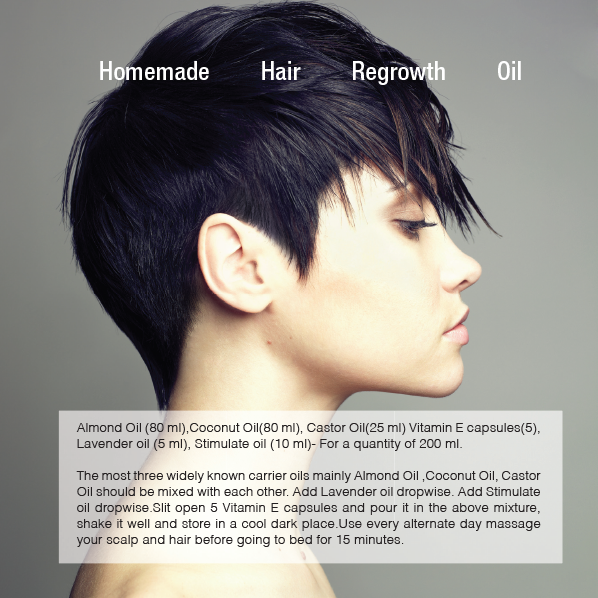 Homemade Hair Regrowth Oil
Almond Oil (80 ml),Coconut Oil(80 ml), Castor Oil(25 ml) Vitamin E capsules(5),
Lavender oil (5 ml), Stimulate oil (10 ml)- For a quantity of 200 ml.
The most three widely known carrier oils mainly Almond Oil ,Coconut Oil, Castor
Oil should be mixed with each other. Add Lavender oil dropwise. Add Stimulate
oil dropwise.Slit open 5 Vitamin E capsules and pour it in the above mixture,
shake it well and store in a cool dark place.Use every alternate day massage
your scalp and hair before going to bed for 15 minutes.